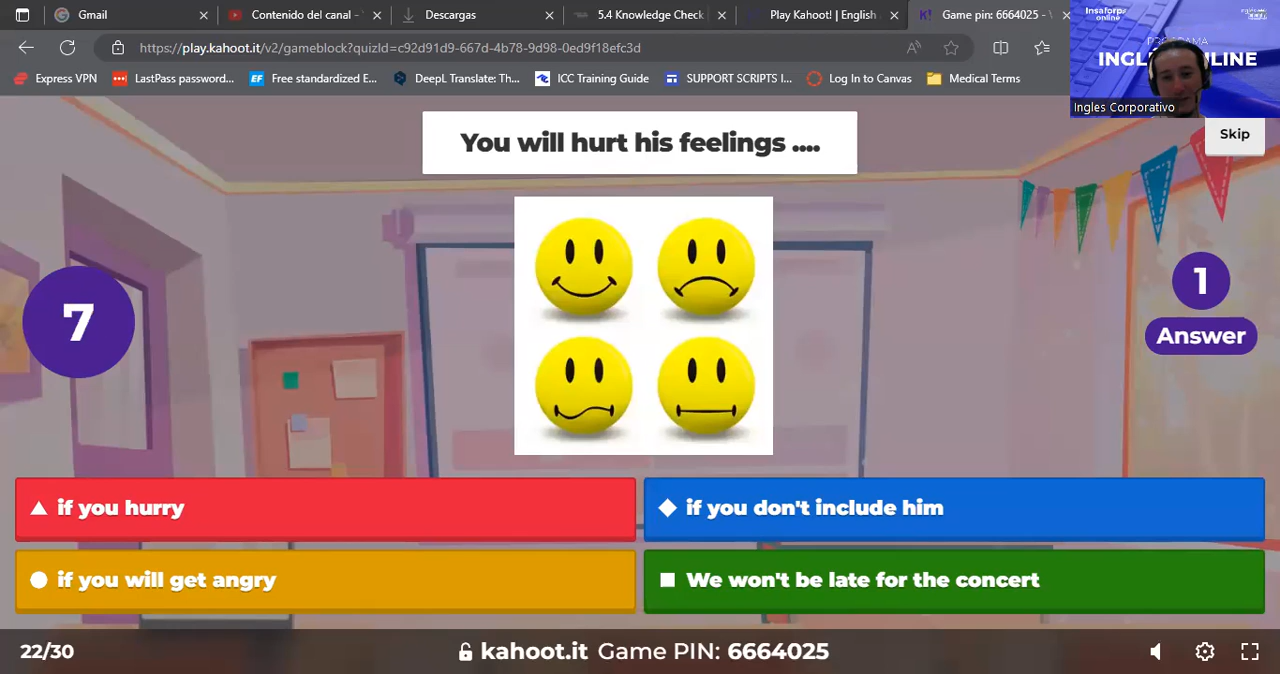 Gmail
Contenido del canal -
Descargas
5.4 Knowledge Check
Play Kahoot! | English
Game pin: 6664025 -
https://play.kahoot.it/v2/gameblock?quizId=c92d91d9-667d-4b78-9d98-0ed9f18efc3d
Express VPN
LastPass password...
Free standardized E...
DeepL Translate: Th...
ICC Training Guide
SUPPORT SCRIPTS I...
Log In to Canvas
Medical Terms
Insaforp
online
PROGRAMA
Ingles Corporativo
Skip
You will hurt his feelings ....
7
1
Answer
if you hurry
if you don't include him
if you will get angry
We won't be late for the concert
22/30
kahoot.it Game PIN: 6664025